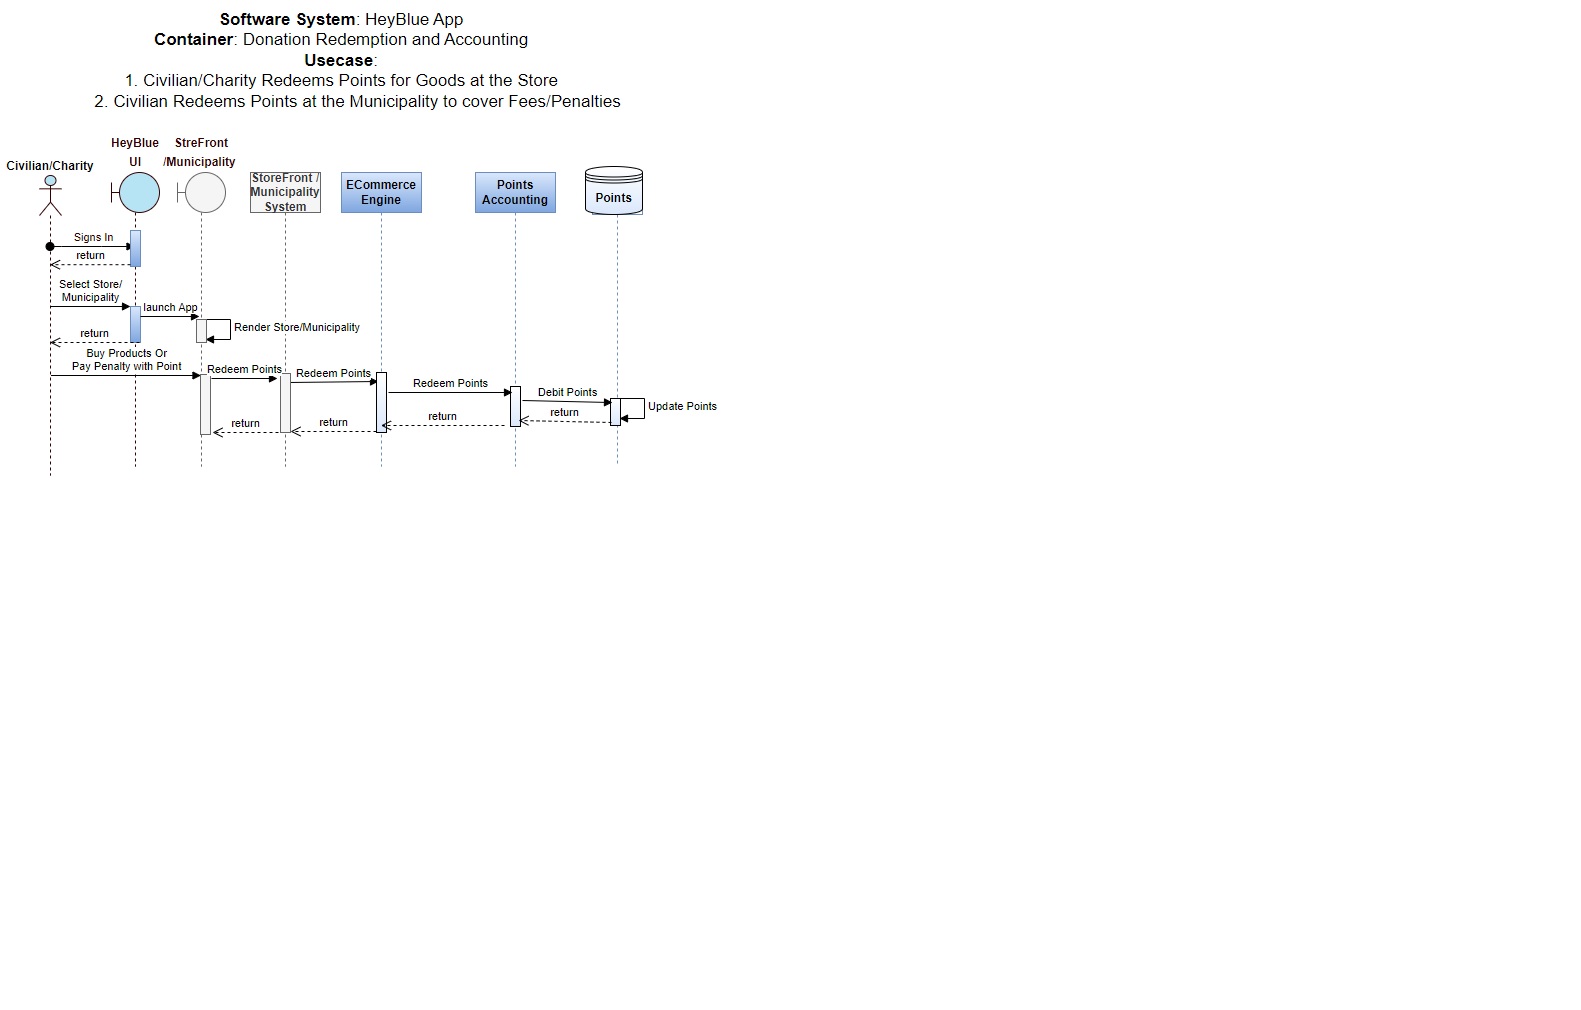 Software System: HeyBlue App
Container: Donation Redemption and Accounting
Usecase:
1. Civilian/Charity Redeems Points for Goods at the Store
2. Civilian Redeems Points at the Municipality to cover Fees/Penalties
Civilian/Charity
HeyBlue
UI
StreFront
/Municipality
StoreFront /
Municipality
System
ECommerce
Engine
Points
Accounting
Points
Signs In
return
Select Store/
Municipality
launch App
Render Store/Municipality
return
Buy Products Or
Pay Penalty with Point
Redeem Points
Redeem Points
Redeem Points
Debit Points
Update Points
return
return
return
return